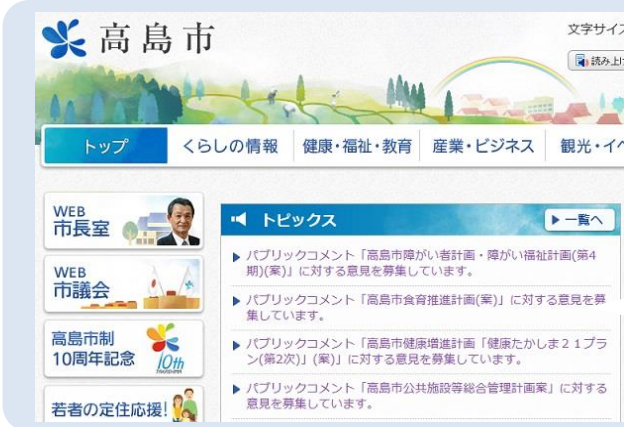 高島市
文字サイズ
読み上げ
トップ
くらしの情報
健康・福祉・教育
産業・ビジネス
観光・イベ
WEB
市長室
WEB
市議会
高島市制
10周年記念
10th
TAKASHIMA
若者の定住応援!
トピックス
一覧へ
パブリックコメント「高島市障がい者計画・障がい福祉計画(第4
期)(案)」に対する意見を募集しています。
パブリックコメント「高島市食育推進計画(案)」に対する意見を募
集しています。
パブリックコメント「高島市健康増進計画「健康たかしま21プラ
ン(第2次)」(案)」に対する意見を募集しています。
パブリックコメント「高島市公共施設等総合管理計画案」に対する
意見を募集しています。